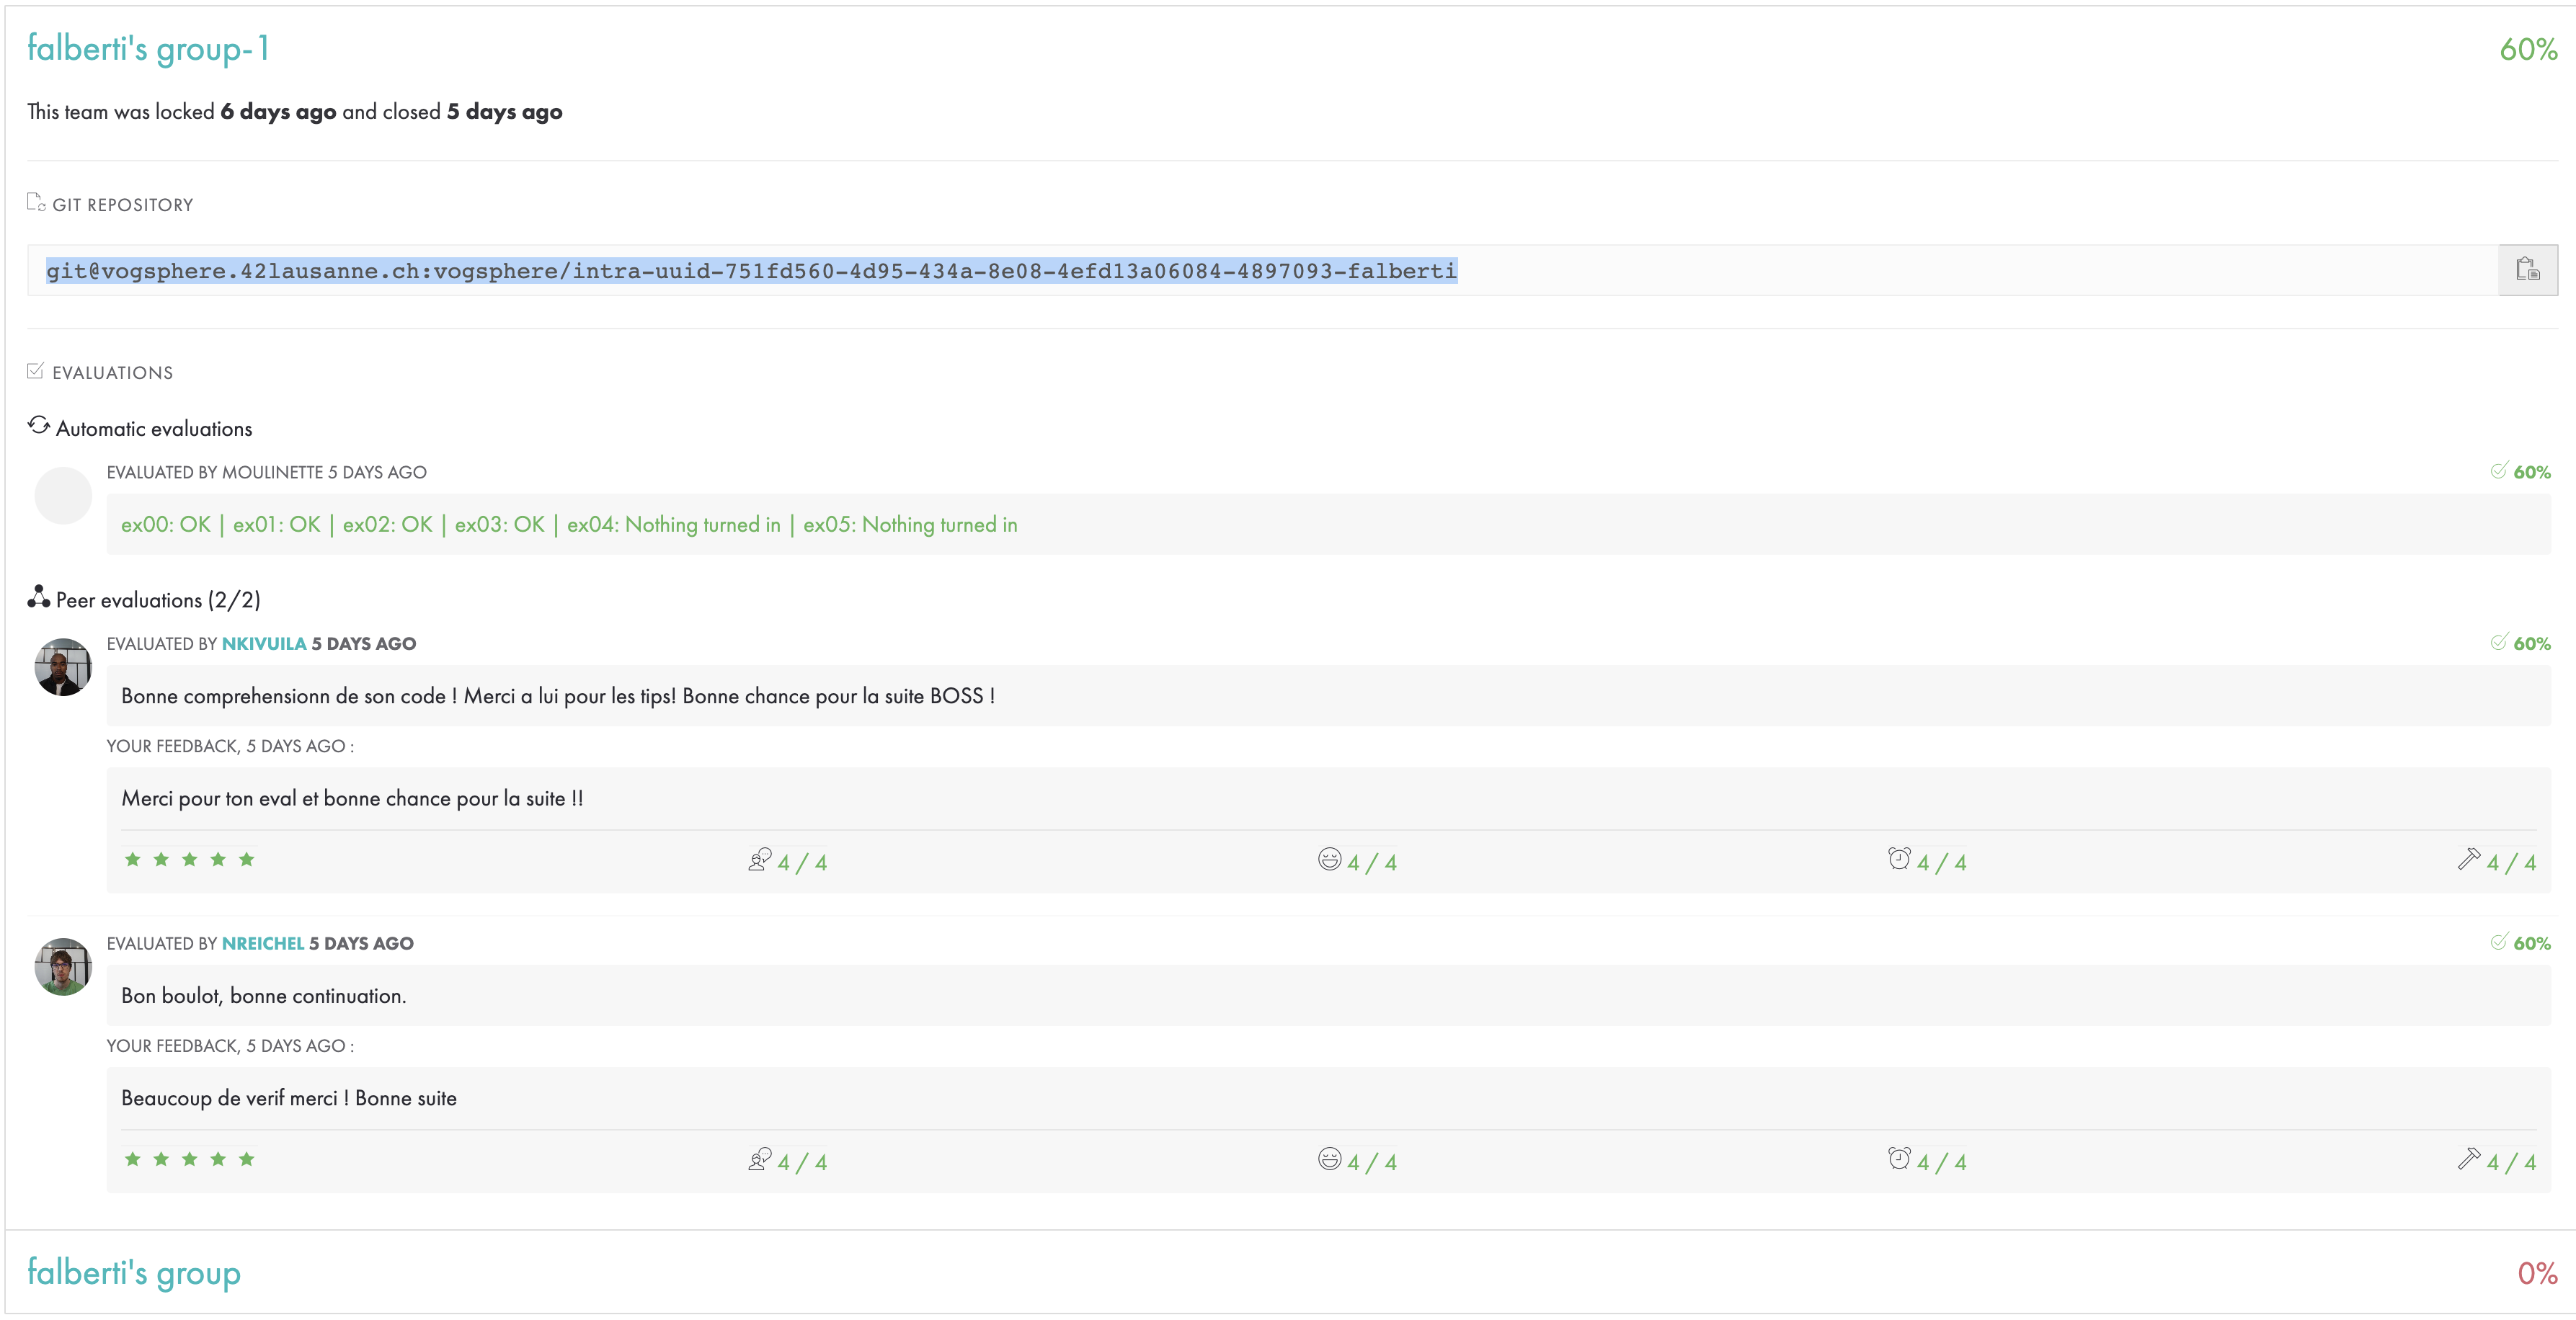 falberti's group-1
60%
This team was locked 6 days ago and closed 5 days ago
GIT REPOSITORY
git@vogsphere.42lausanne.ch:vogsphere/intra-uuid-751fd560-4d95-434a-8e08-4efd13a06084-4897093-falberti
EVALUATIONS
Automatic evaluations
EVALUATED BY MOULINETTE 5 DAYS AGO
60%
ex00: OK | ex01: OK | ex02: OK | ex03: OK | ex04: Nothing turned in | ex05: Nothing turned in
Peer evaluations (2/2)
EVALUATED BY NKIVUILA 5 DAYS AGO
60%
Bonne comprehensionn de son code ! Merci a lui pour les tips! Bonne chance pour la suite BOSS !
YOUR FEEDBACK, 5 DAYS AGO :
Merci pour ton eval et bonne chance pour la suite !!
4 / 4 4 / 4 4 / 4 4 / 4
EVALUATED BY NREICHEL 5 DAYS AGO
60%
Bon boulot, bonne continuation.
YOUR FEEDBACK, 5 DAYS AGO :
Beaucoup de verif merci ! Bonne suite
4 / 4 4 / 4 4 / 4 4 / 4
falberti's group
0%